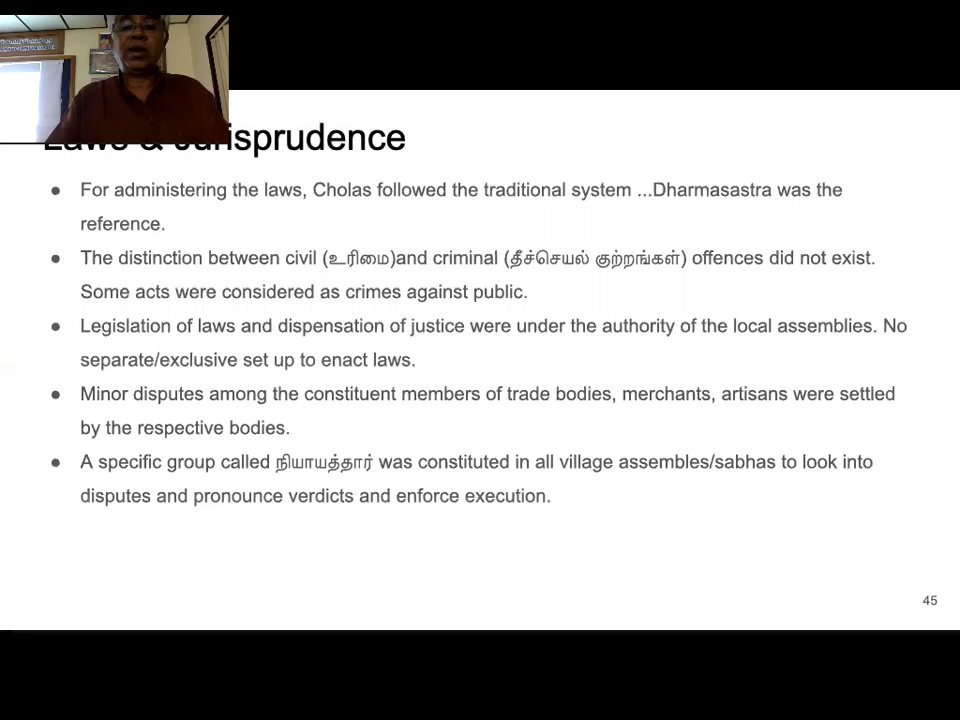 Laws & Jurisprudence
● For administering the laws, Cholas followed the traditional system ...Dharmasastra was the
reference.
● The distinction between civil (உரிமை)and criminal (தீச்செயல் குற்றங்கள்) offences did not exist.
Some acts were considered as crimes against public.
● Legislation of laws and dispensation of justice were under the authority of the local assemblies. No
separate/exclusive set up to enact laws.
● Minor disputes among the constituent members of trade bodies, merchants, artisans were settled
by the respective bodies.
● A specific group called நியாயத்தார் was constituted in all village assembles/sabhas to look into
disputes and pronounce verdicts and enforce execution.
45